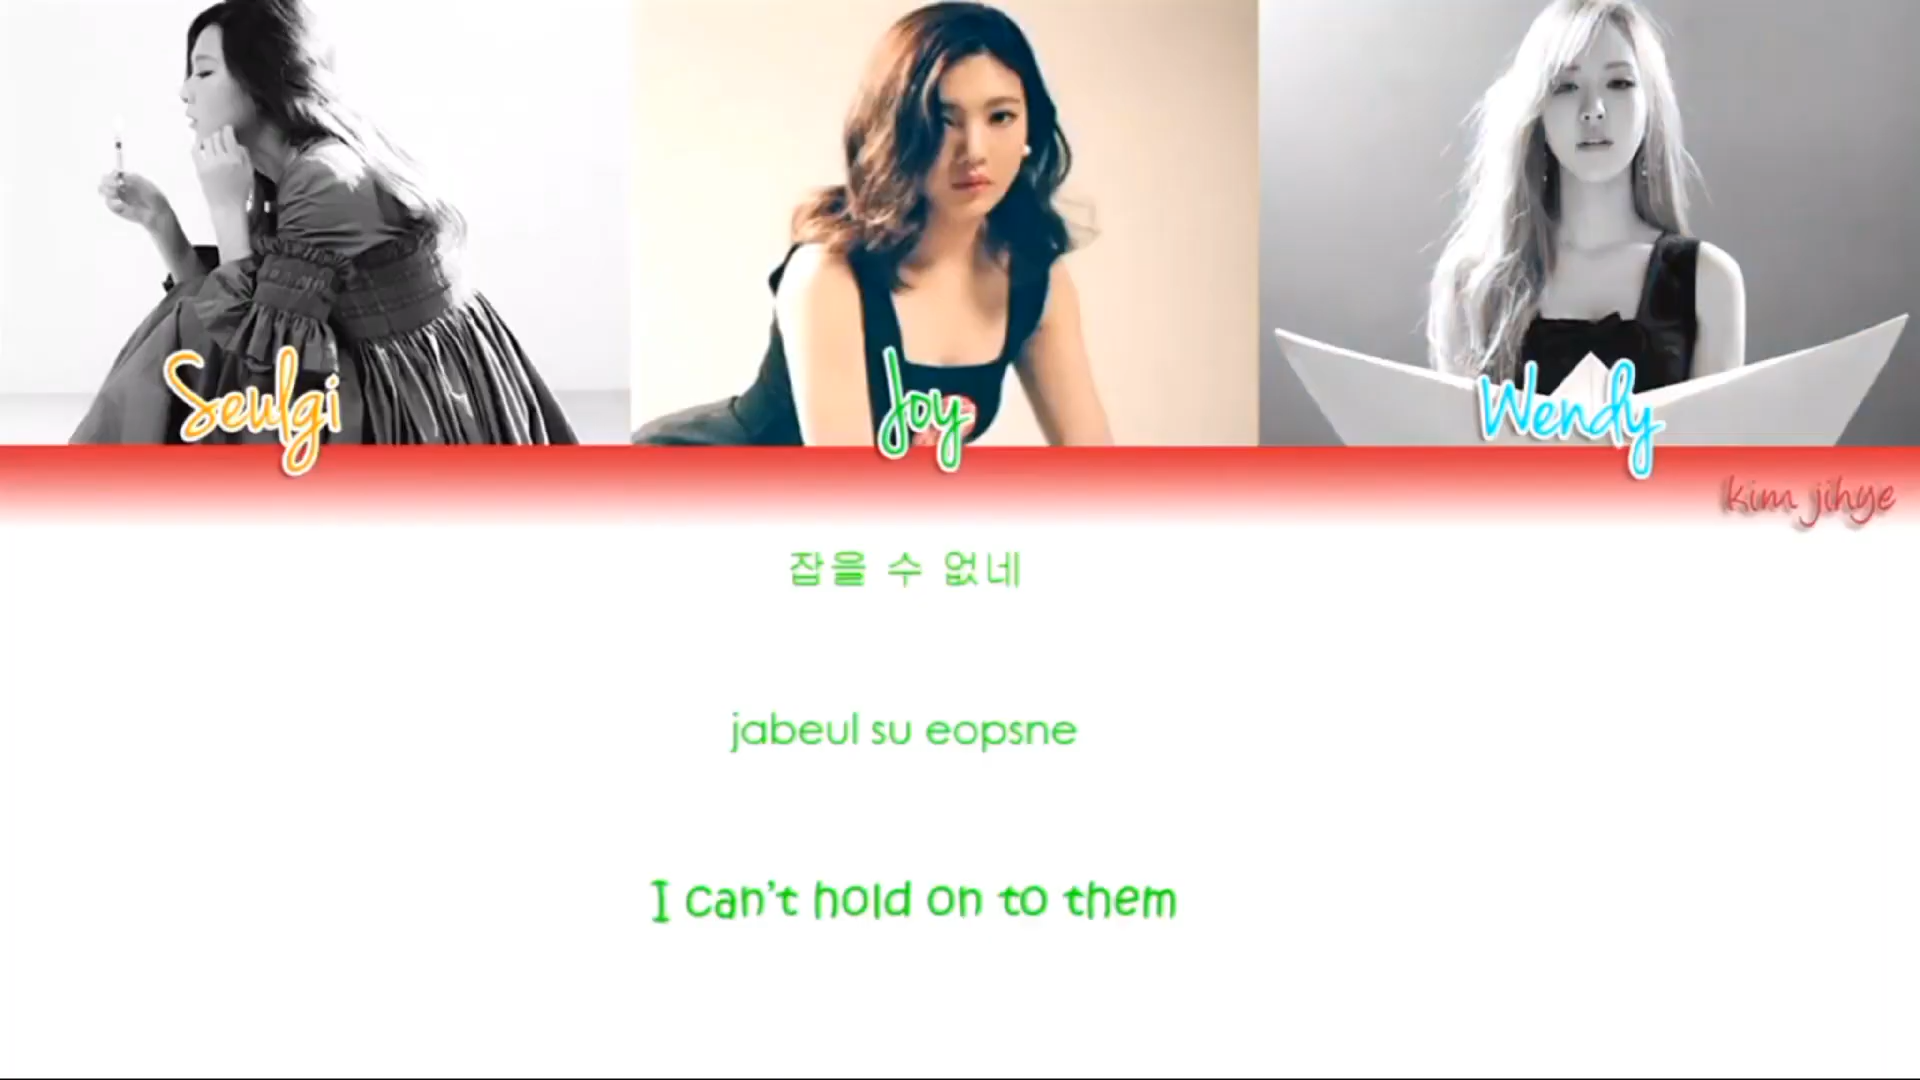 Seulgi
Joy
Wendy
kim jihye
잡을 수 없네
jabeul su eopsne
I can't hold on to them